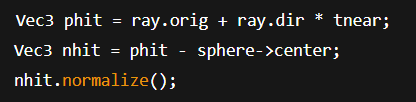 Vec3 phit = ray.orig + ray.dir * tnear;
Vec3 nhit = phit - sphere->center;
nhit.normalize();